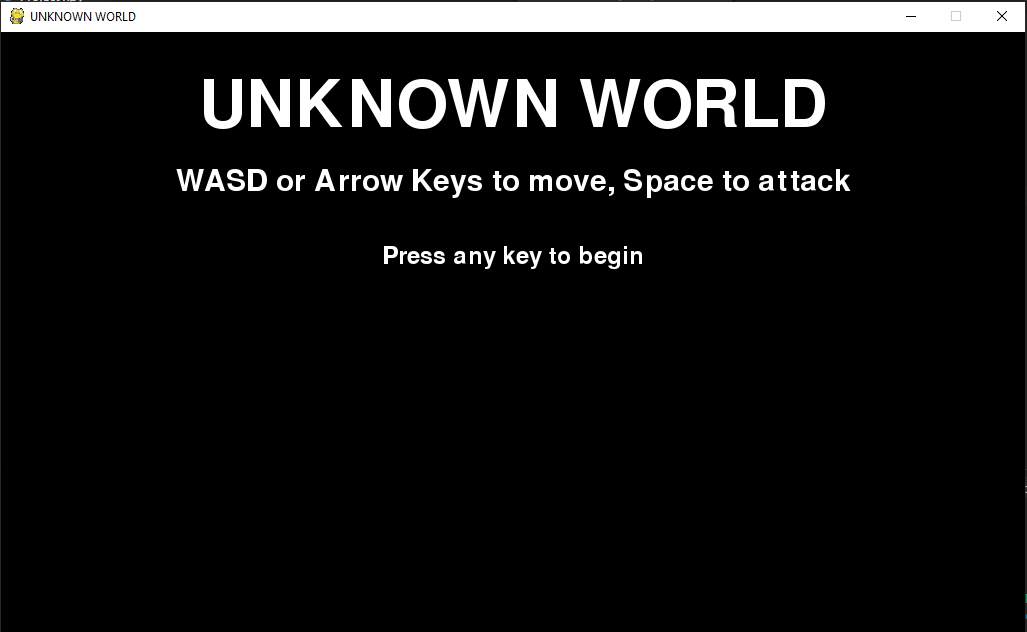 UNKNOWN WORLD
UNKNOWN WORLD
WASD or Arrow Keys to move, Space to attack
Press any key to begin